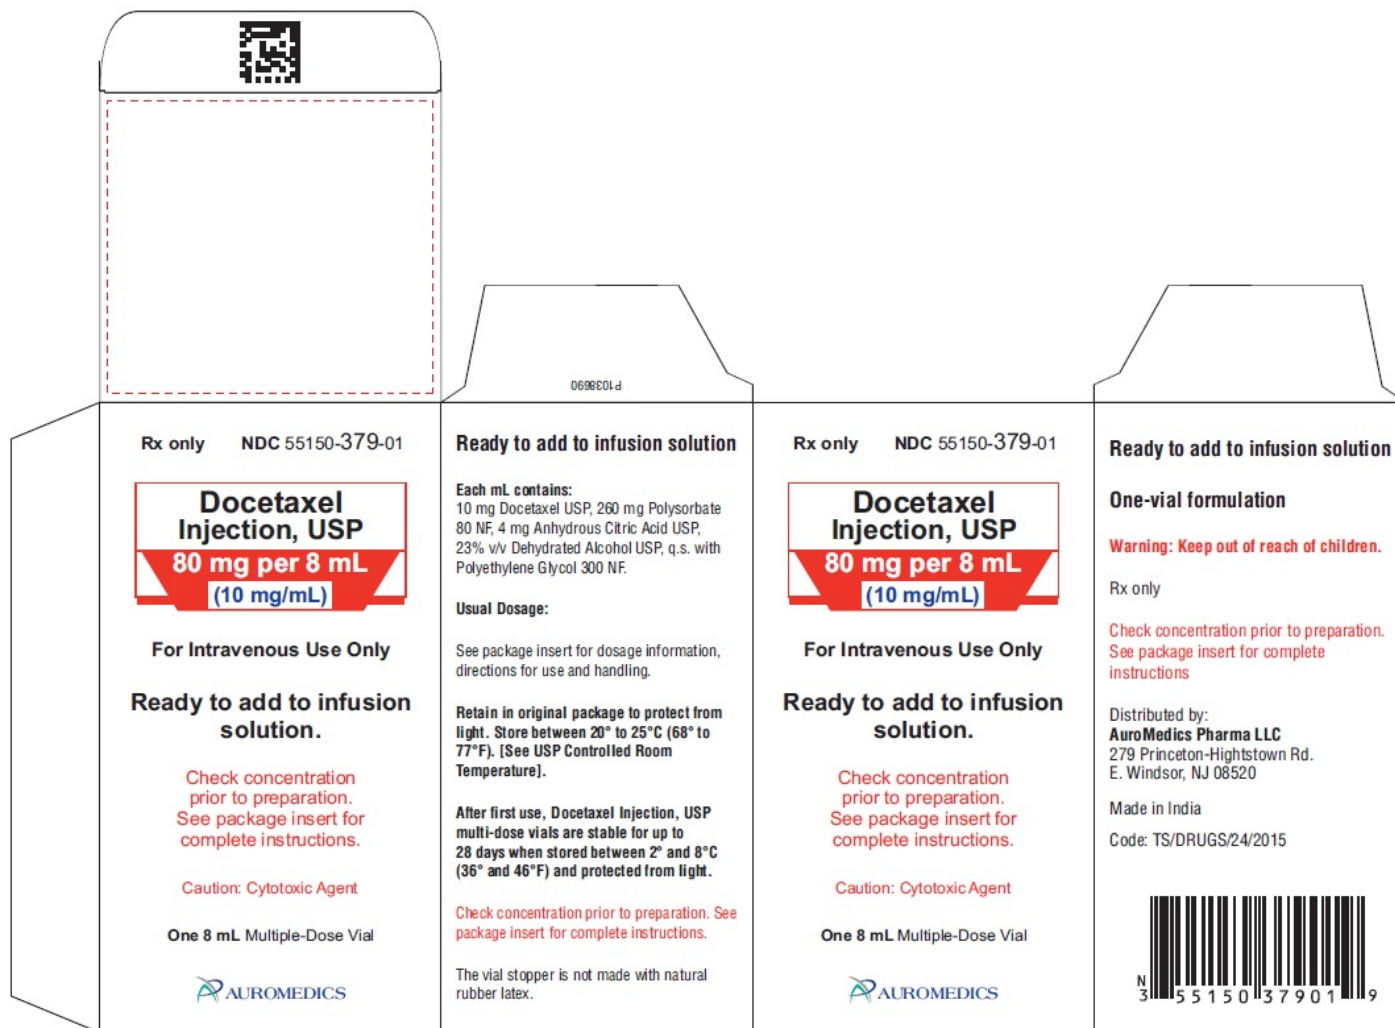 P1038690
Rx only NDC 55150-379-01
Docetaxel
Injection, USP
80 mg per 8 mL
(10 mg/mL)
For Intravenous Use Only
Ready to add to infusion
solution.
Check concentration
prior to preparation.
See package insert for
complete instructions.
Caution: Cytotoxic Agent
One 8 mL Multiple-Dose Vial
AUROMEDICS
Ready to add to infusion solution
Each mL contains:
10 mg Docetaxel USP, 260 mg Polysorbate
80 NF, 4 mg Anhydrous Citric Acid USP,
23% v/v Dehydrated Alcohol USP, q.s. with
Polyethylene Glycol 300 NF.
Usual Dosage:
See package insert for dosage information,
directions for use and handling.
Retain in original package to protect from
light. Store between 20° to 25°C (68° to
77°F). [See USP Controlled Room
Temperature].
After first use, Docetaxel Injection, USP
multi-dose vials are stable for up to
28 days when stored between 2° and 8°C
(36° and 46°F) and protected from light.
Check concentration prior to preparation. See
package insert for complete instructions.
The vial stopper is not made with natural
rubber latex.
Rx only NDC 55150-379-01
Docetaxel
Injection, USP
80 mg per 8 mL
(10 mg/mL)
For Intravenous Use Only
Ready to add to infusion
solution.
Check concentration
prior to preparation.
See package insert for
complete instructions.
Caution: Cytotoxic Agent
One 8 mL Multiple-Dose Vial
AUROMEDICS
Ready to add to infusion solution
One-vial formulation
Warning: Keep out of reach of children.
Rx only
Check concentration prior to preparation.
See package insert for complete
instructions
Distributed by:
AuroMedics Pharma LLC
279 Princeton-Hightstown Rd.
E. Windsor, NJ 08520
Made in India
Code: TS/DRUGS/24/2015
N
3 55150 37901 9